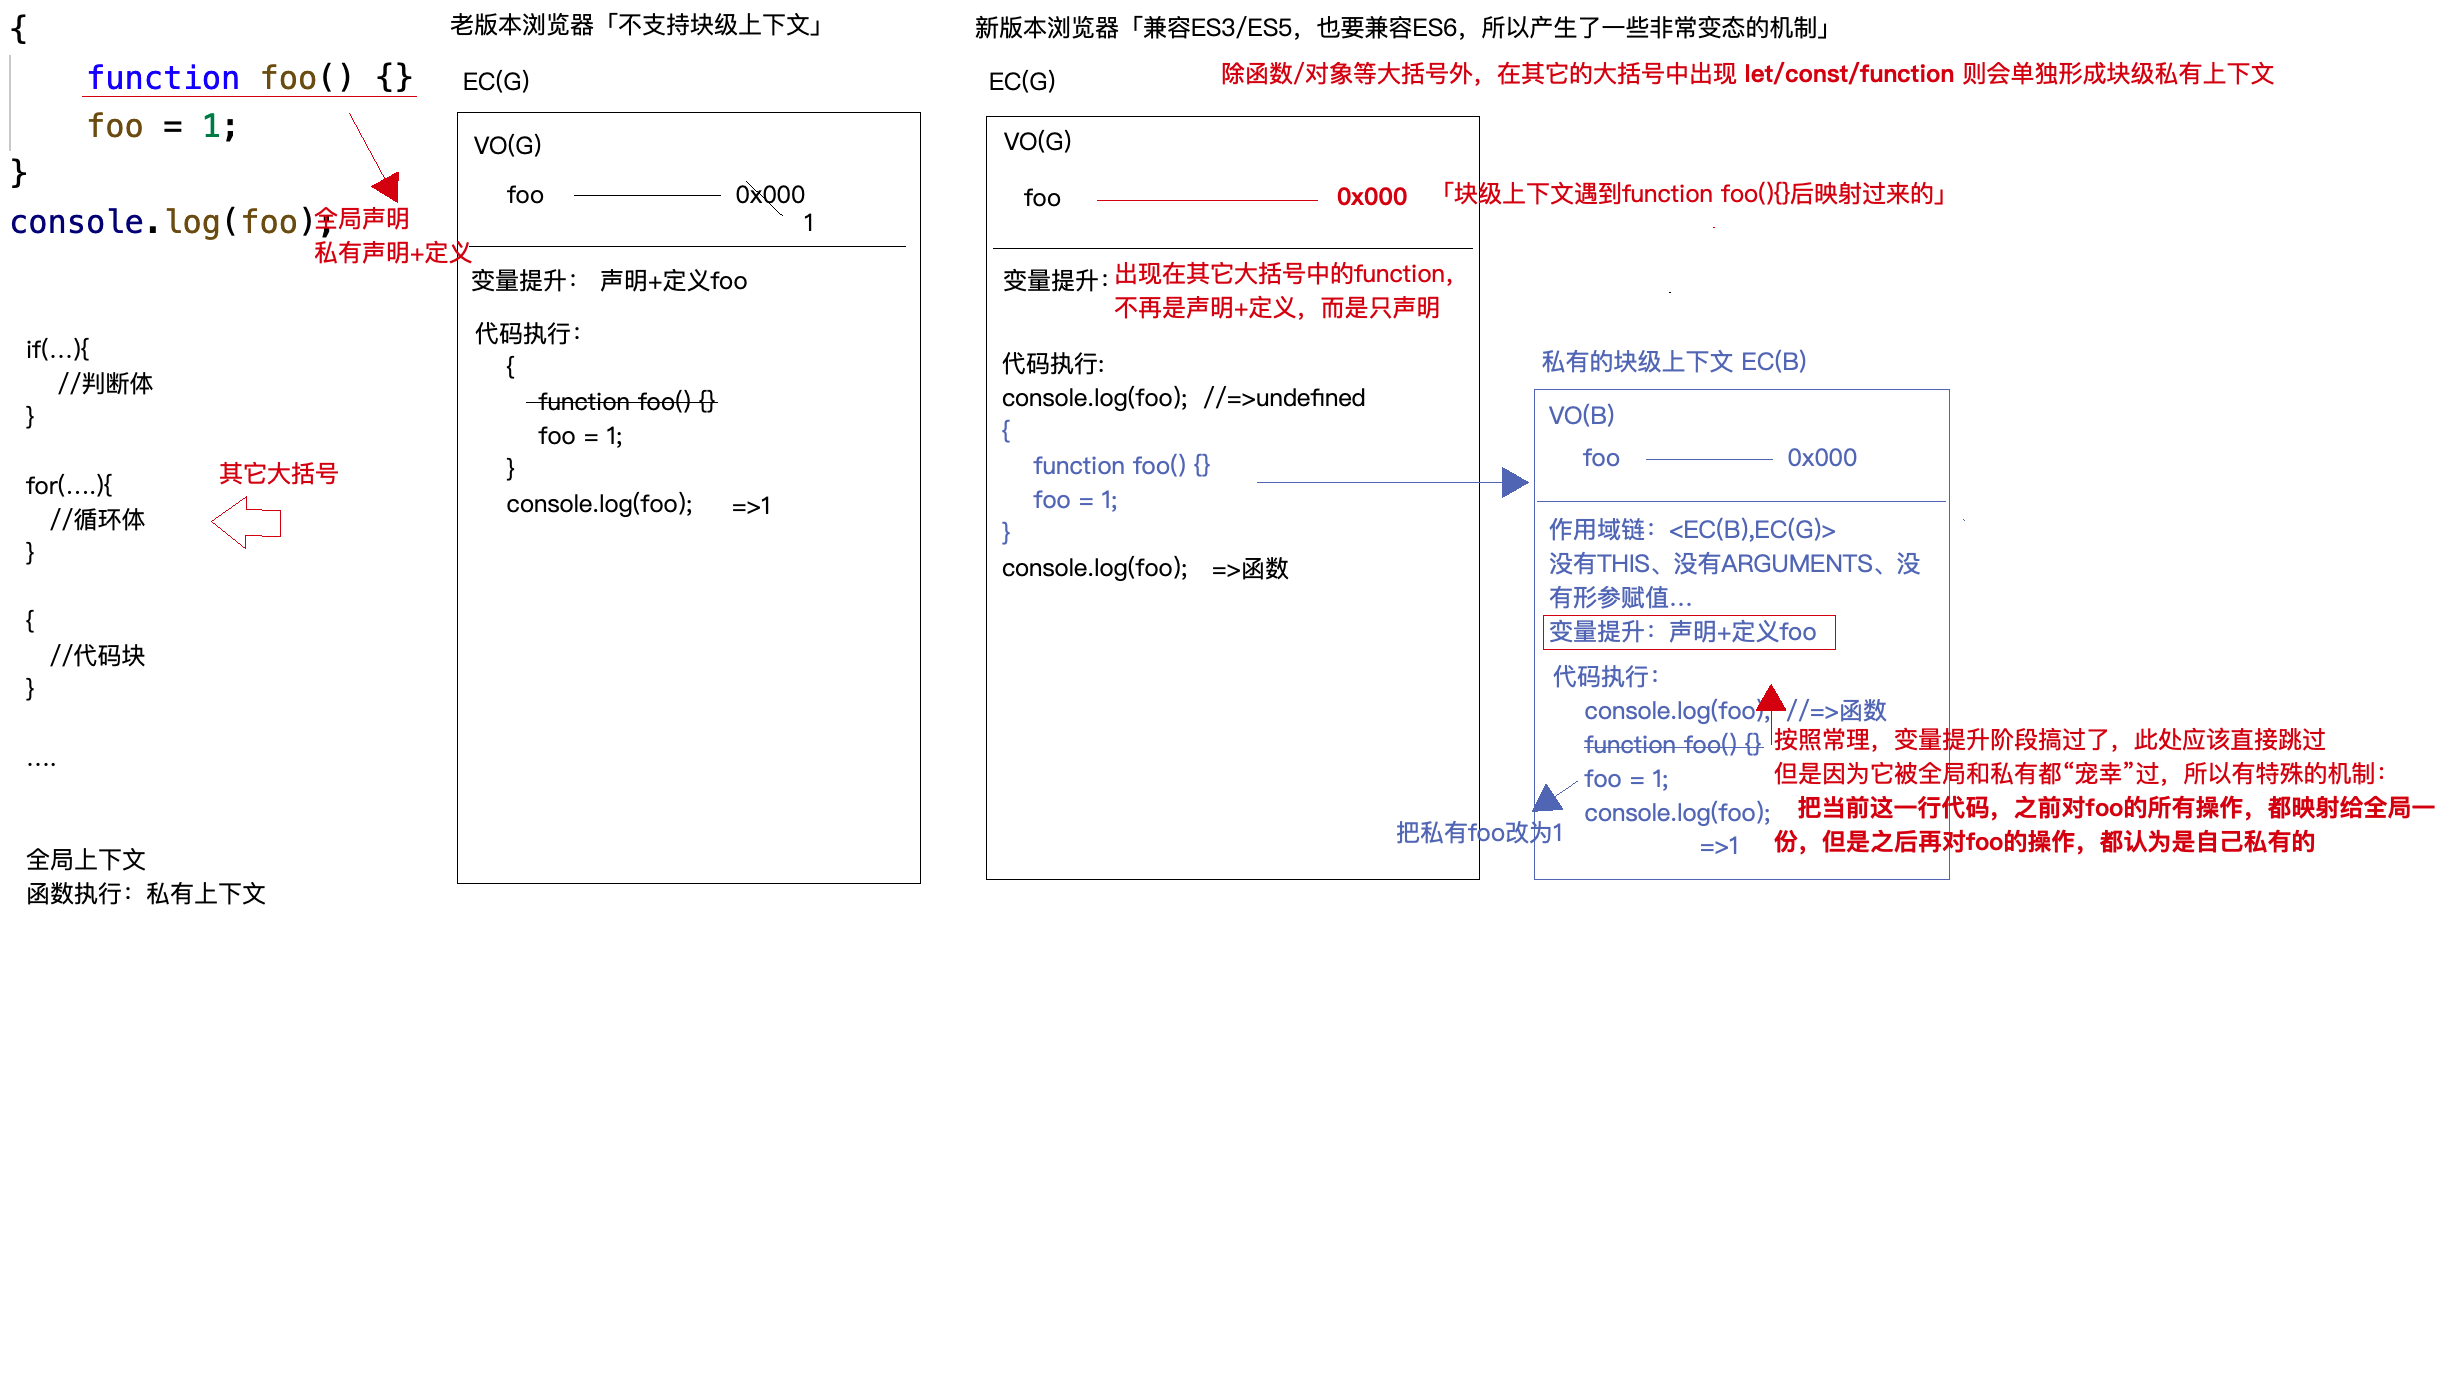 {
function foo() {}
foo = 1;
}
console.log(foo);
全局声明
私有声明+定义
if(...){
//判断体
}
for(....){
//循环体
}
其它大括号
{
//代码块
}
....
全局上下文
函数执行：私有上下文
老版本浏览器「不支持块级上下文」
EC(G)
VO(G)
foo 0x000
1
变量提升： 声明+定义foo
代码执行：
{
function foo() {}
foo = 1;
}
console.log(foo); =>1
新版本浏览器「兼容ES3/ES5，也要兼容ES6，所以产生了一些非常变态的机制」
除函数/对象等大括号外，在其它的大括号中出现 let/const/function 则会单独形成块级私有上下文
EC(G)
VO(G)
foo 0x000 「块级上下文遇到function foo(){}后映射过来的」
变量提升：出现在其它大括号中的function，
不再是声明+定义，而是只声明
代码执行:
console.log(foo); //=>undefined
{
function foo() {}
foo = 1;
}
console.log(foo); =>函数
私有的块级上下文 EC(B)
VO(B)
foo 0x000
作用域链：<EC(B),EC(G)>
没有THIS、没有ARGUMENTS、没
有形参赋值...
变量提升：声明+定义foo
代码执行：
console.log(foo); //=>函数
function foo() {}
foo = 1;
console.log(foo);
=>1
把私有foo改为1
按照常理，变量提升阶段搞过了，此处应该直接跳过
但是因为它被全局和私有都“宠幸”过，所以有特殊的机制：
把当前这一行代码，之前对foo的所有操作，都映射给全局一
份，但是之后再对foo的操作，都认为是自己私有的